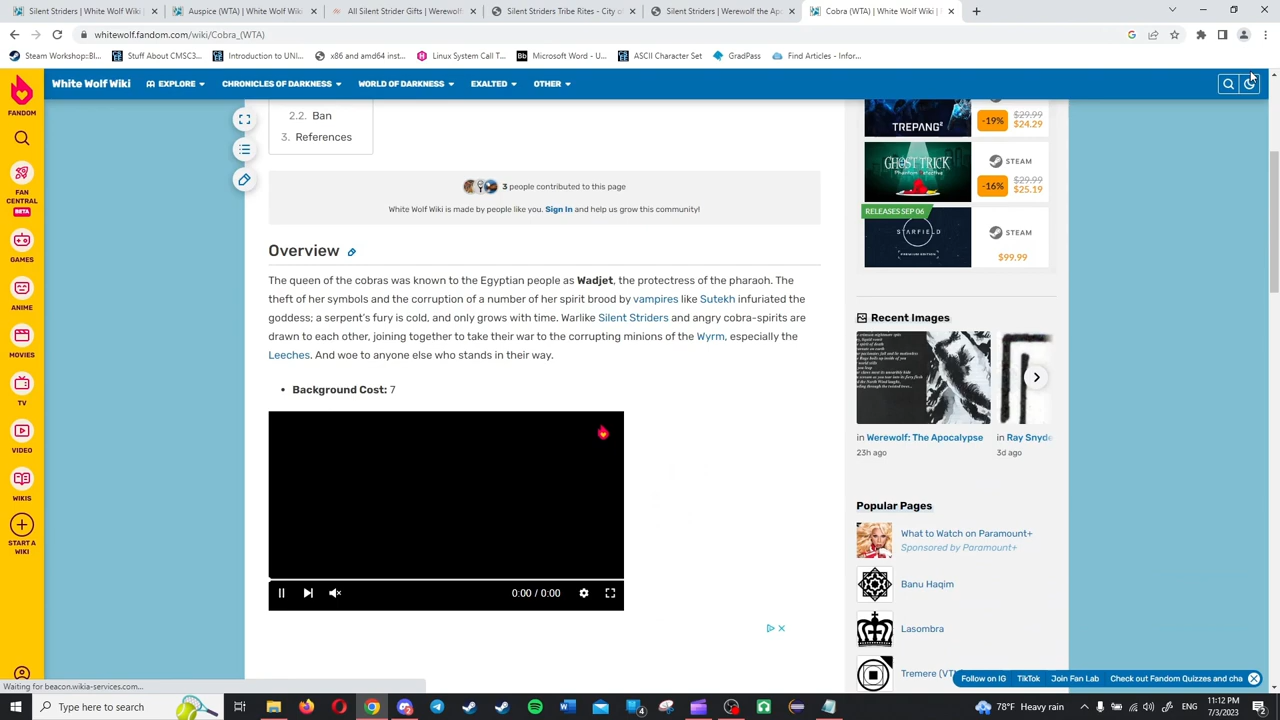 Silent Striders | White Wolf Wiki
Auspice (WTA) | White Wolf Wiki
All Silent Strider Gifts | Werewolf
Silent Striders Tribe Rites - City o
Silent Striders | Werewolf the Apo
Cobra (WTA) | White Wolf Wiki |
whitewolf.fandom.com/wiki/Cobra_(WTA)
Steam Workshop::Bl...
Stuff About CMSC3...
Introduction to UNI...
x86 and amd64 inst...
Linux System Call T...
Microsoft Word - U...
ASCII Character Set
GradPass
Find Articles - Infor...
White Wolf Wiki
EXPLORE
CHRONICLES OF DARKNESS
WORLD OF DARKNESS
EXALTED
OTHER
FANDOM
FAN
CENTRAL
BETA
GAMES
ANIME
MOVIES
TV
VIDEO
WIKIS
START A
WIKI
2.2. Ban
3. References
3 people contributed to this page
White Wolf Wiki is made by people like you. Sign In and help us grow this community!
Overview
The queen of the cobras was known to the Egyptian people as Wadjet, the protectress of the pharaoh. The
theft of her symbols and the corruption of a number of her spirit brood by vampires like Sutekh infuriated the
goddess; a serpent's fury is cold, and only grows with time. Warlike Silent Striders and angry cobra-spirits are
drawn to each other, joining together to take their war to the corrupting minions of the Wyrm, especially the
Leeches. And woe to anyone else who stands in their way.
• Background Cost: 7
0:00 / 0:00
TREPANG²
-19%
$29.99
$24.29
GHOST TRICK
Phantom Detective
STEAM
-16%
$29.99
$25.19
RELEASES SEP 06
STARFIELD
PREMIUM EDITION
STEAM
$99.99
Recent Images
in Werewolf: The Apocalypse
23h ago
in Ray Snyde
3d ago
Popular Pages
What to Watch on Paramount+
Sponsored by Paramount+
Banu Haqim
Lasombra
Tremere (VT
Follow on IG
TikTok
Join Fan Lab
Check out Fandom Quizzes and cha
Waiting for beacon.wikia-services.com...
Type here to search
78°F Heavy rain
11:12 PM
7/3/2023